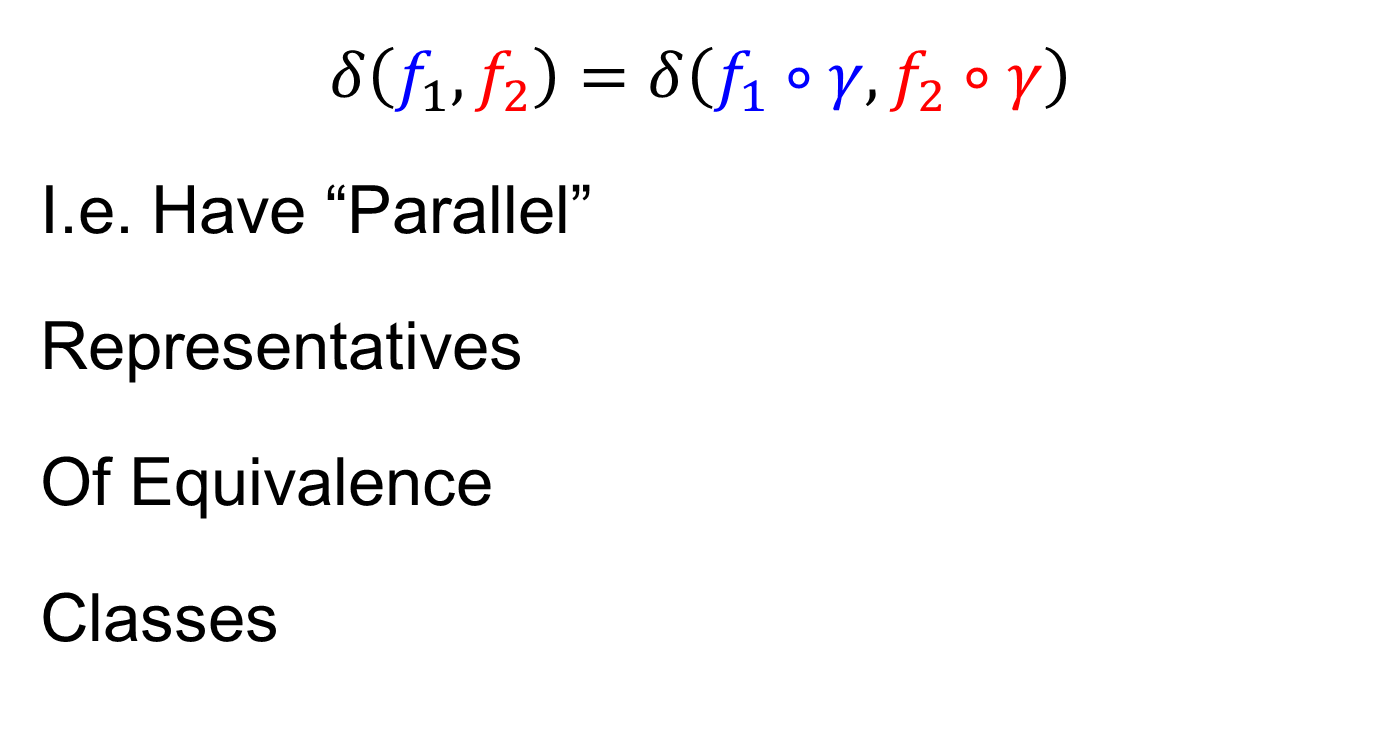 𝛿(𝑓₁, 𝑓₂) = 𝛿(𝑓₁ ∘ 𝛾, 𝑓₂ ∘ 𝛾)
I.e. Have “Parallel”
Representatives
Of Equivalence
Classes